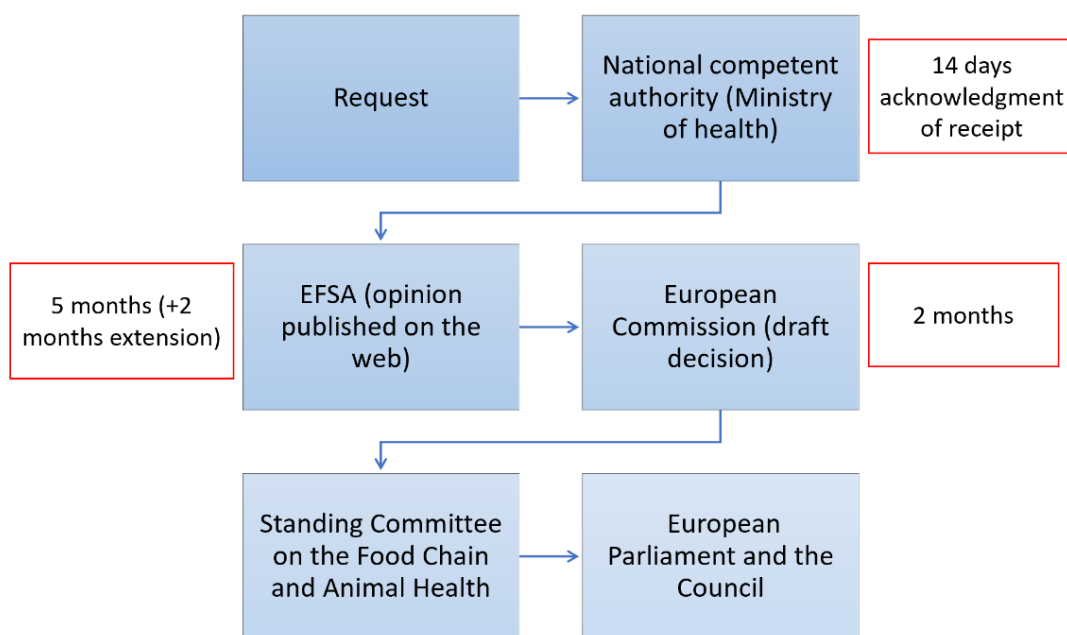 Request
National competent
authority (Ministry
of health)
14 days
acknowledgment
of receipt
5 months (+2
months extension)
EFSA (opinion
published on the
web)
European
Commission (draft
decision)
2 months
Standing Committee
on the Food Chain
and Animal Health
European
Parliament and the
Council